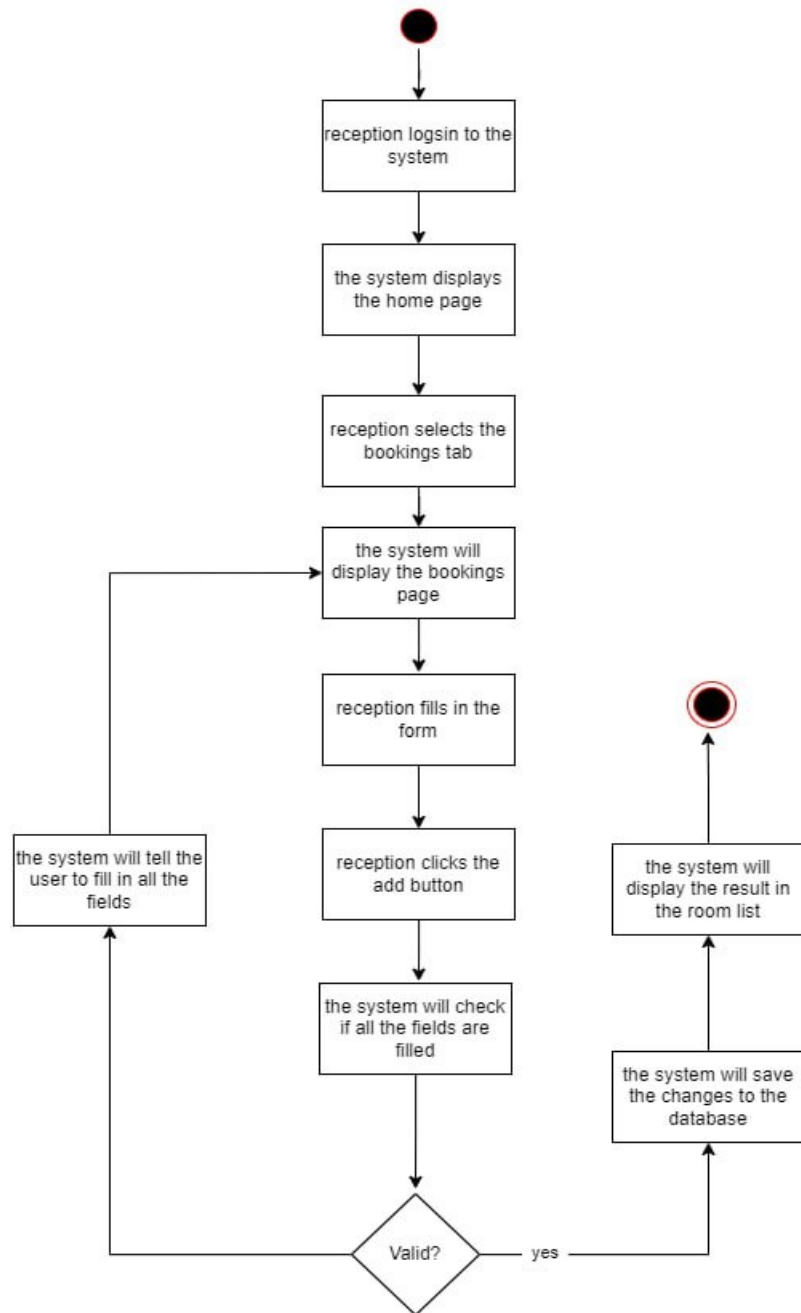 reception logsin to the
system
the system displays
the home page
reception selects the
bookings tab
the system will
display the bookings
page
reception fills in the
form
reception clicks the
add button
the system will check
if all the fields are
filled
Valid?
the system will tell the
user to fill in all the
fields
yes
the system will save
the changes to the
database
the system will
display the result in
the room list